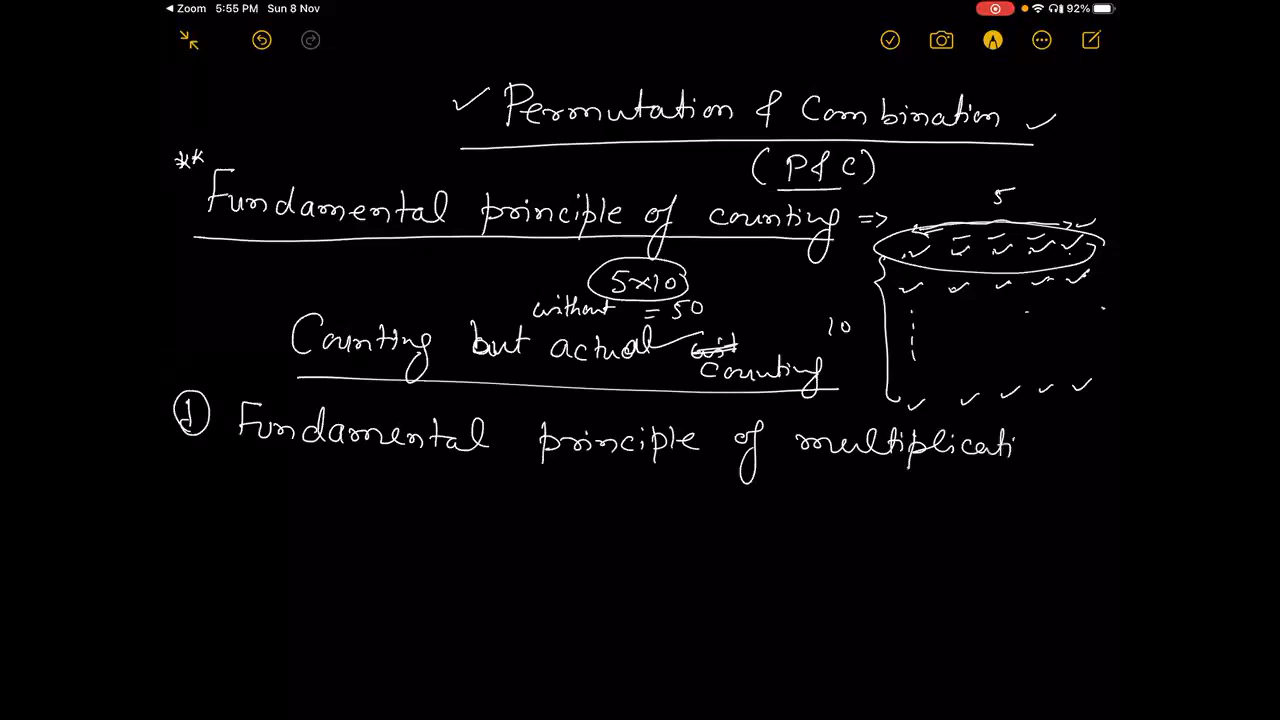 Zoom 5:55 PM Sun 8 Nov 92%
✓ Permutation & Combination ✓
(P & C)
** Fundamental principle of counting =>
5
5×10
without = 50
Counting but actual counting
10
① Fundamental principle of multiplicati